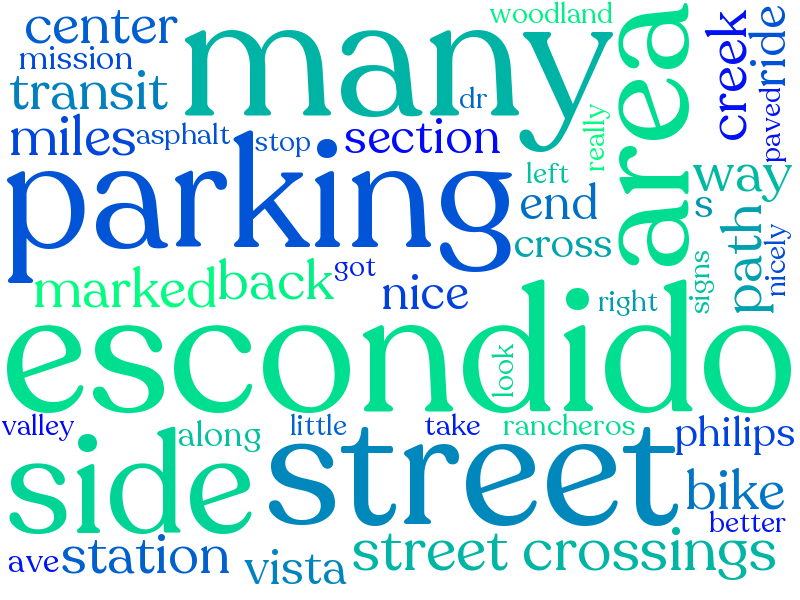 woodland
center
many
area
creek
ride
mission
transit
dr
paved
miles
asphalt
stop
section
really
parking
left
way
end
s
cross
path
nicely
signs
marked
back
got
nice
right
escondido
look
valley
along
little
take
rancheros
philips
side
street
bike
better
ave
station
vista
street crossings